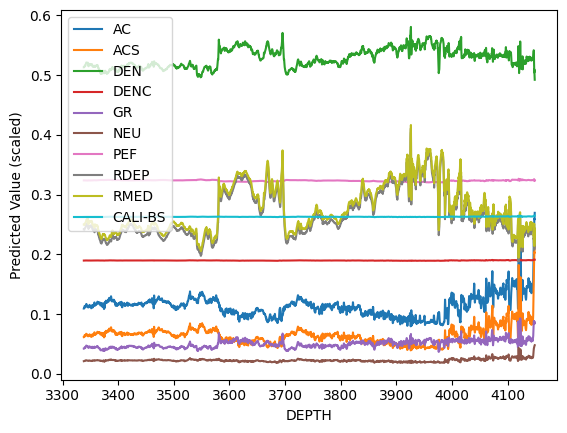 0.6
0.5
0.4
0.3
0.2
0.1
0.0
Predicted Value (scaled)
AC
ACS
DEN
DENC
GR
NEU
PEF
RDEP
RMED
CALI-BS
3300 3400 3500 3600 3700 3800 3900 4000 4100
DEPTH